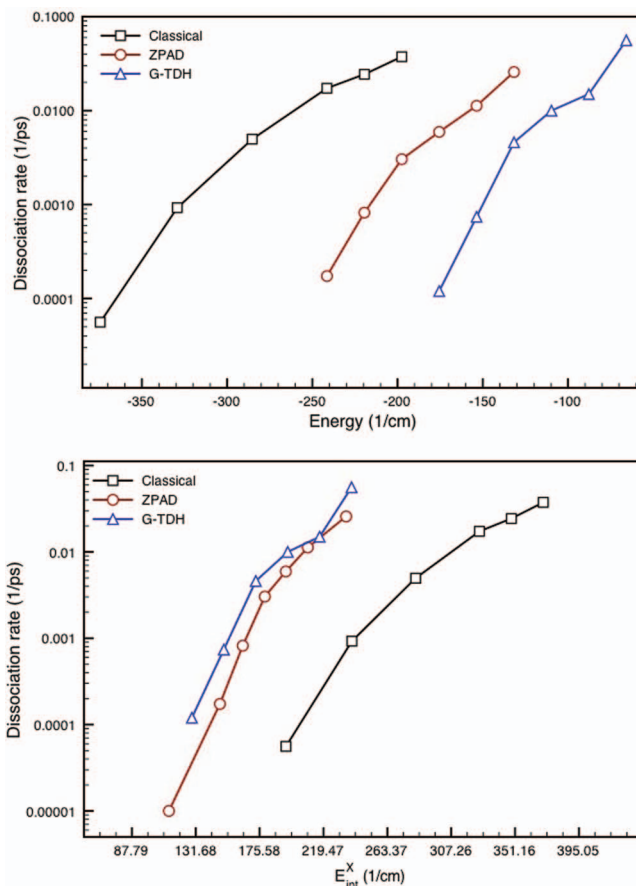 0.1000
Classical
ZPAD
G-TDH
0.0100
0.0010
0.0001
Dissociation rate (1/ps)
-350 -300 -250 -200 -150 -100
Energy (1/cm)
0.1
Classical
ZPAD
G-TDH
0.01
0.001
0.0001
0.00001
Dissociation rate (1/ps)
87.79 131.68 175.58 219.47 263.37 307.26 351.16 395.05
E^X_int (1/cm)